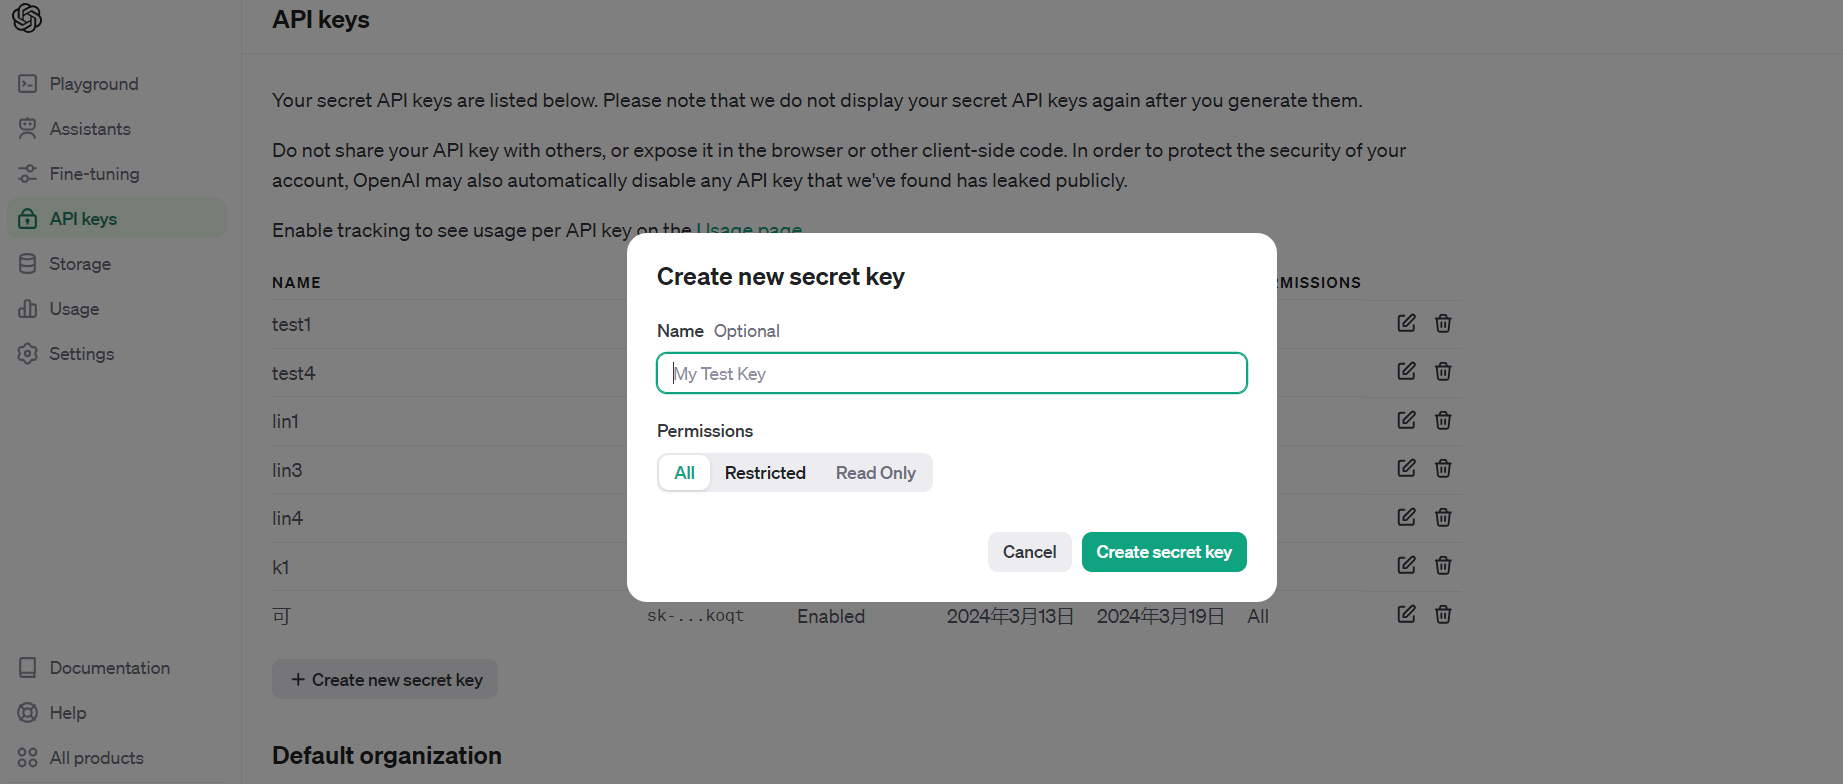 API keys
Playground
Assistants
Fine-tuning
API keys
Storage
Usage
Settings
Documentation
Help
All products
Your secret API keys are listed below. Please note that we do not display your secret API keys again after you generate them.
Do not share your API key with others, or expose it in the browser or other client-side code. In order to protect the security of your
account, OpenAI may also automatically disable any API key that we've found has leaked publicly.
Enable tracking to see usage per API key on the Usage page
NAME
test1
test4
lin1
lin3
lin4
k1
可 sk-...koqt Enabled 2024年3月13日 2024年3月19日 All
+ Create new secret key
Default organization
Create new secret key
Name Optional
My Test Key
Permissions
All Restricted Read Only
Cancel Create secret key